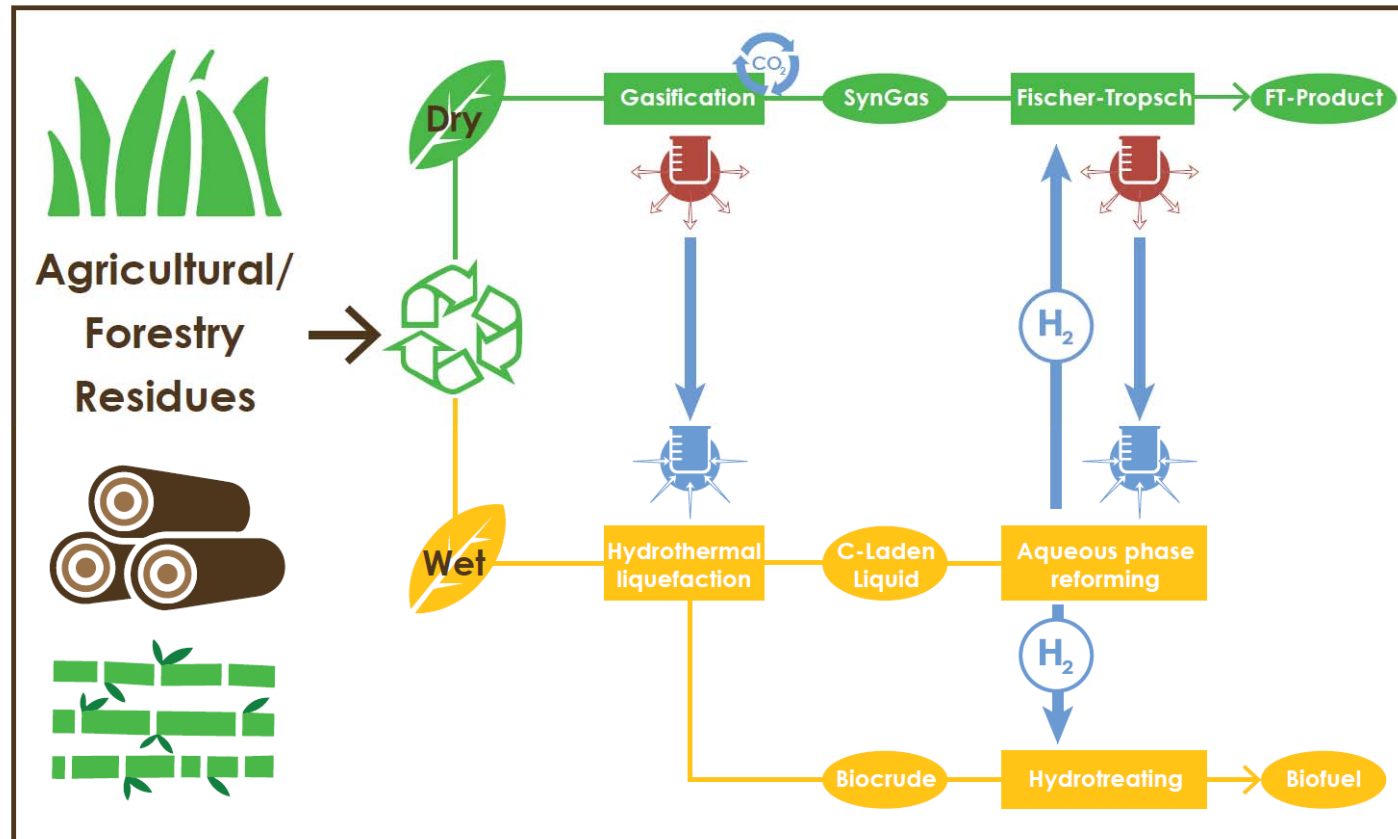 Agricultural/
Forestry
Residues
Dry
Gasification
CO₂
SynGas
Fischer-Tropsch
FT-Product
H₂
Wet
Hydrothermal
liquefaction
C-Laden
Liquid
Aqueous phase
reforming
H₂
Biocrude
Hydrotreating
Biofuel